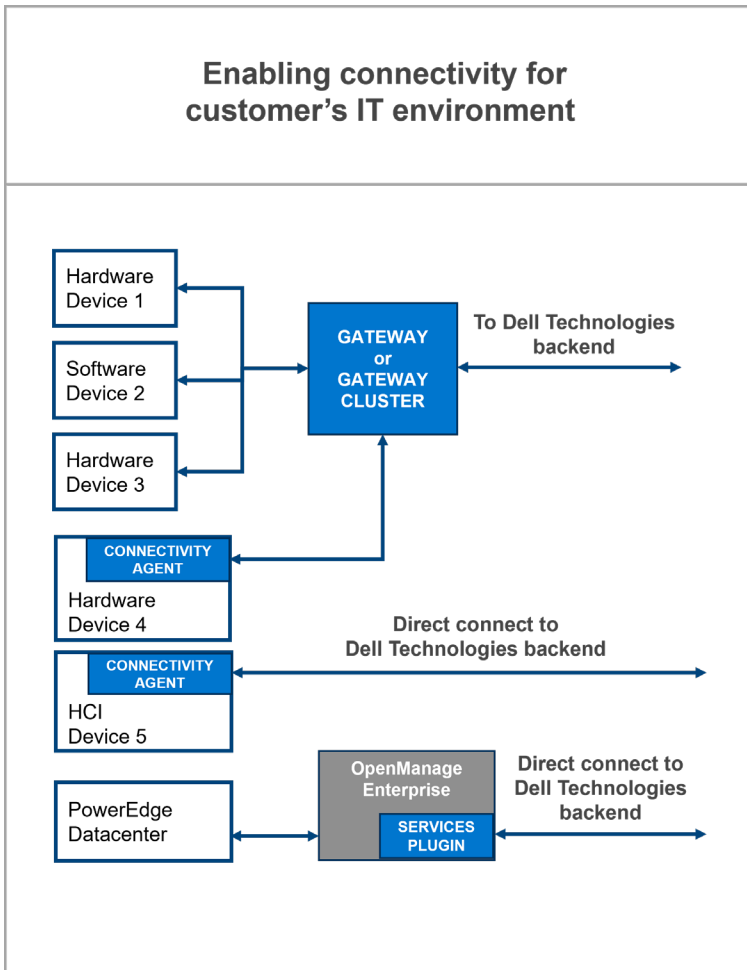 Enabling connectivity for
customer’s IT environment
Hardware
Device 1
Software
Device 2
Hardware
Device 3
GATEWAY
or
GATEWAY
CLUSTER
To Dell Technologies
backend
CONNECTIVITY
AGENT
Hardware
Device 4
CONNECTIVITY
AGENT
HCI
Device 5
Direct connect to
Dell Technologies backend
PowerEdge
Datacenter
OpenManage
Enterprise
SERVICES
PLUGIN
Direct connect to
Dell Technologies
backend